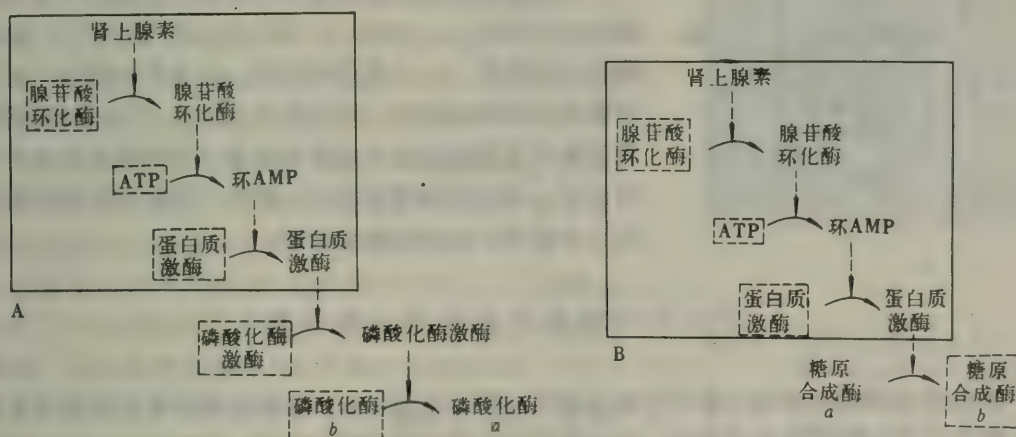 肾上腺素
腺苷酸
环化酶
腺苷酸
环化酶
ATP
环AMP
蛋白质
激酶
蛋白质
激酶
A
磷酸化酶
激酶
磷酸化酶激酶
磷酸化酶
b
磷酸化酶
a
肾上腺素
腺苷酸
环化酶
腺苷酸
环化酶
ATP
环AMP
蛋白质
激酶
蛋白质
激酶
B
糖原
合成酶
a
糖原
合成酶
b